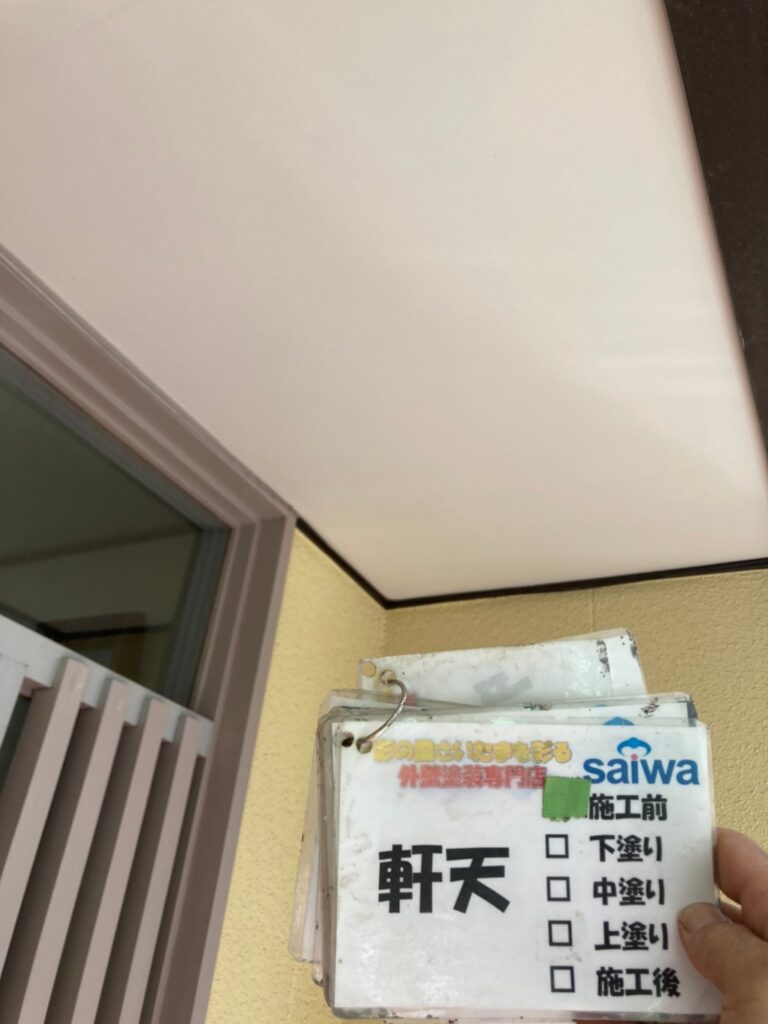 彩の国さいたまを彩る
外壁塗装専門店
saiwa
施工前
軒天
□ 下塗り
□ 中塗り
□ 上塗り
□ 施工後